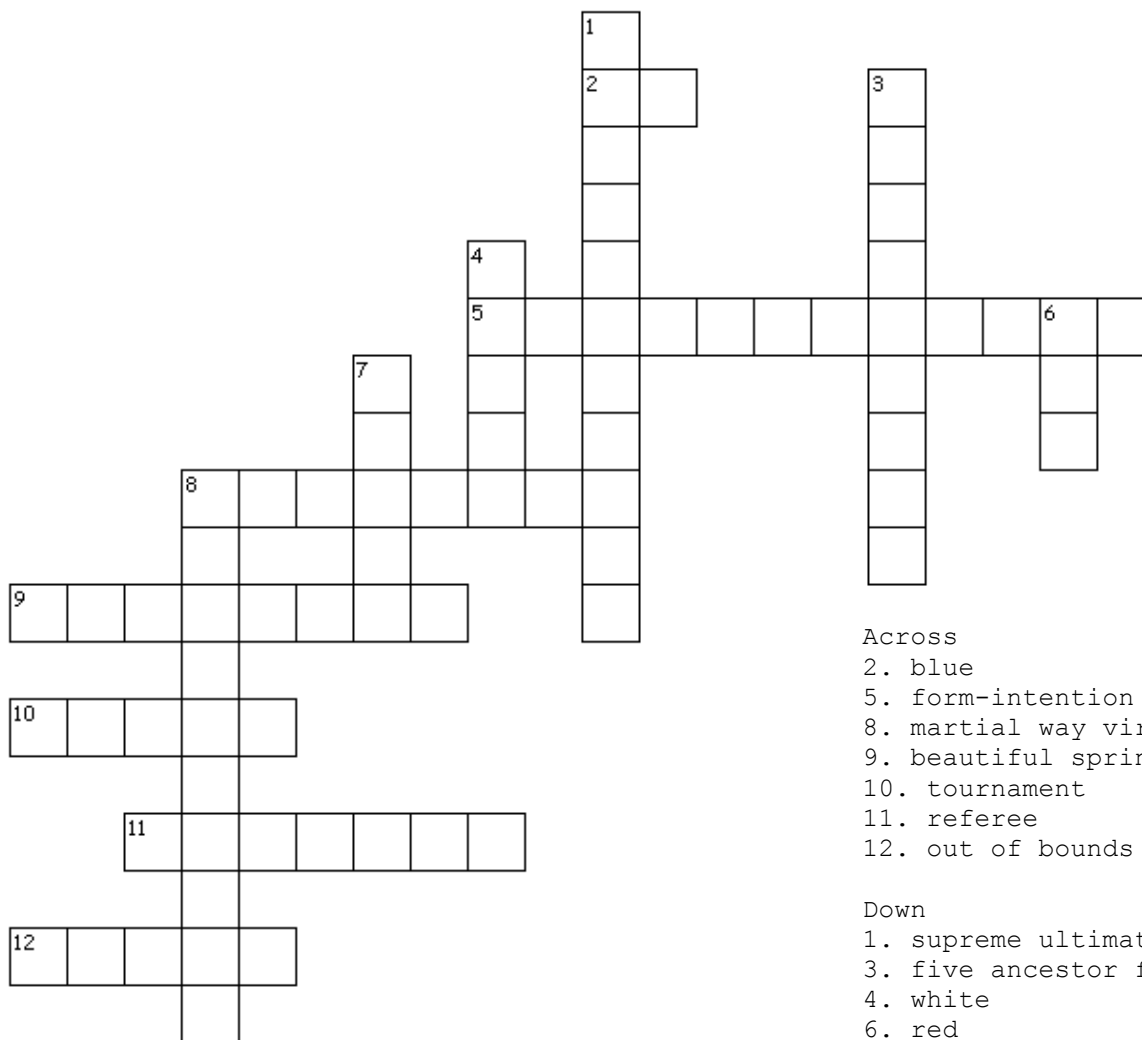 1
2 3
4
5 6
7
8
9
10
11
12
Across
2. blue
5. form-intention
8. martial way vir
9. beautiful sprin
10. tournament
11. referee
12. out of bounds
Down
1. supreme ultimat
3. five ancestor f
4. white
6. red